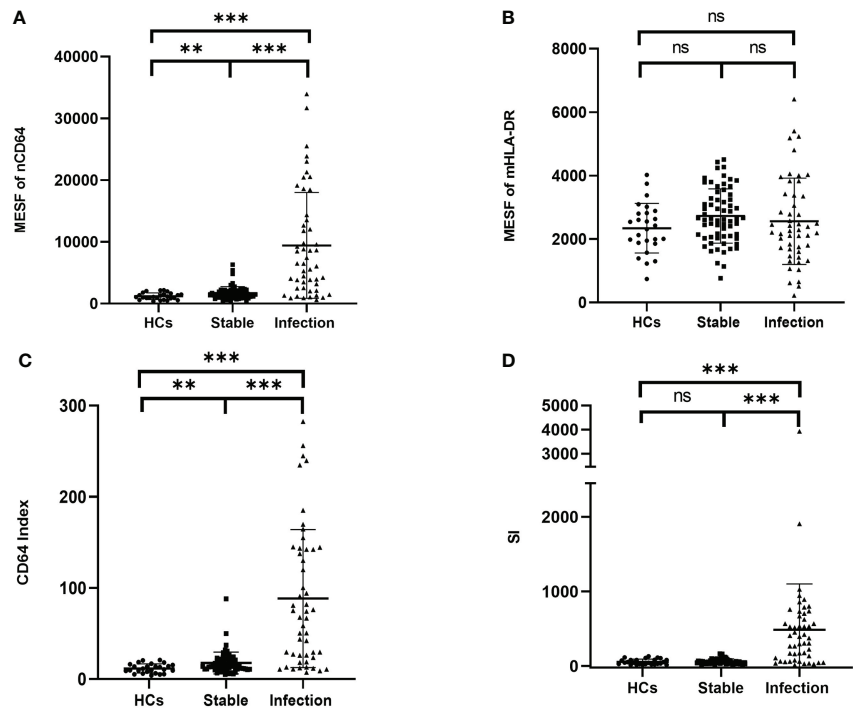 A
***
**
***
MESF of nCD64
40000
30000
20000
10000
0
HCs
Stable
Infection
B
ns
ns
ns
MESF of mHLA-DR
8000
6000
4000
2000
0
HCs
Stable
Infection
C
***
**
***
CD64 Index
300
200
100
0
HCs
Stable
Infection
D
***
ns
***
SI
5000
4000
3000
2000
1000
0
HCs
Stable
Infection